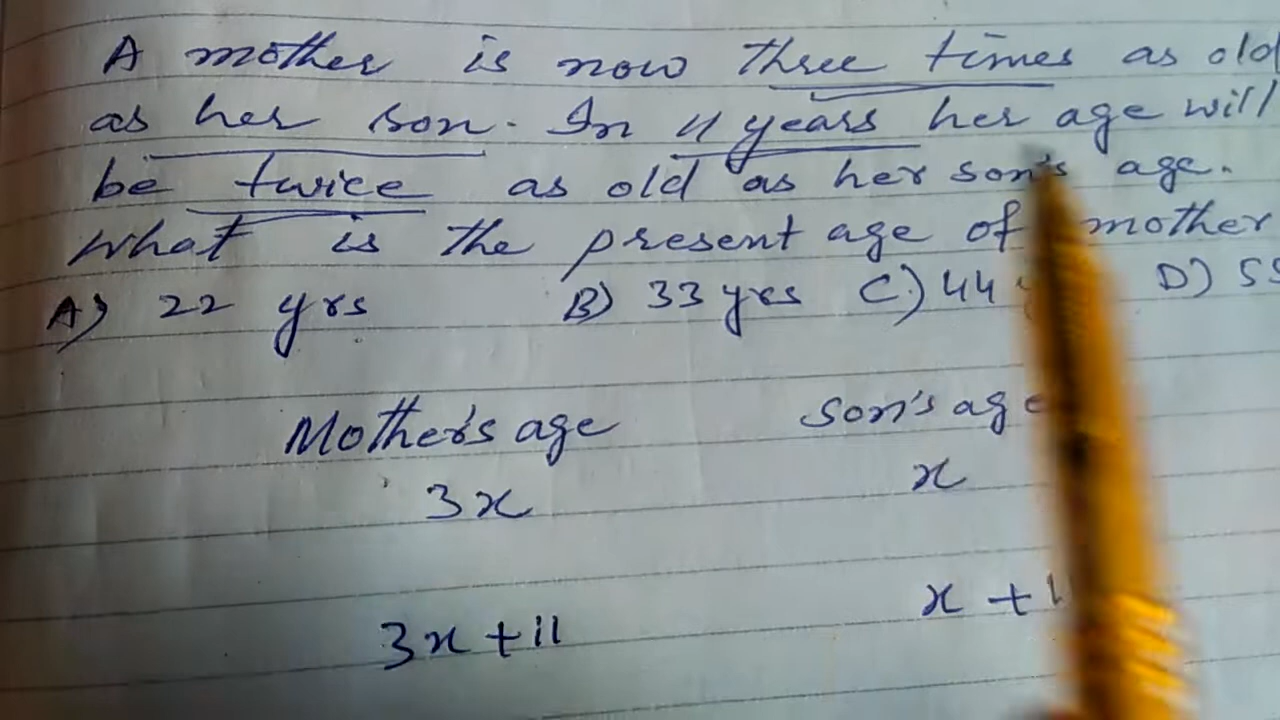 A mother is now three times as old
as her son. In 11 years her age will
be twice as old as her son's age.
What is the present age of mother
A) 22 yrs B) 33 yrs C) 44 D) 55
Mother's age Son's age
3x x
3x + 11 x + 1